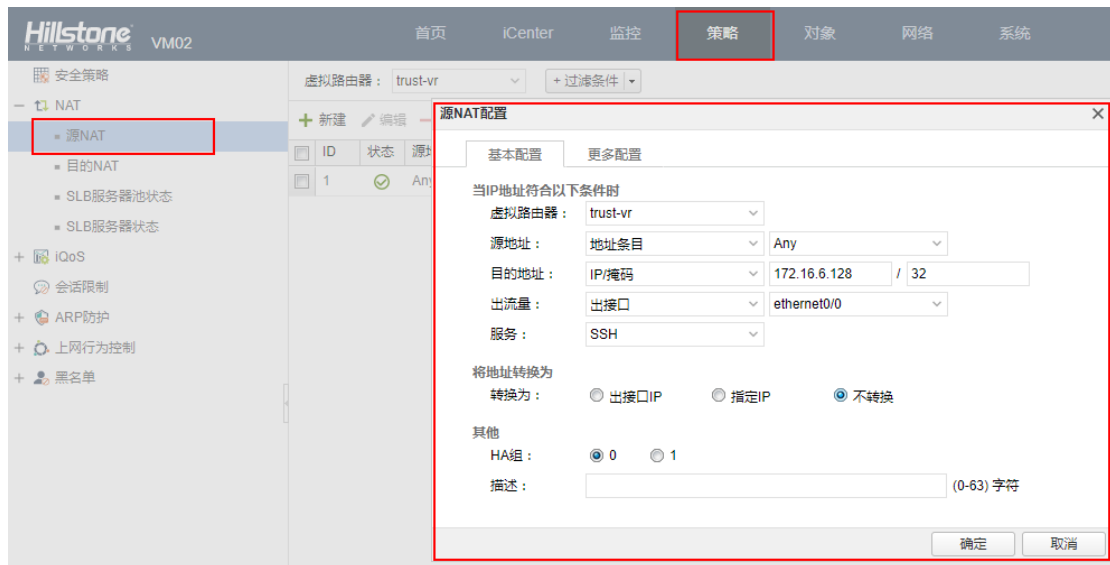 Hillstone
NETWORKS VM02 首页 iCenter 监控 策略 对象 网络 系统
安全策略
NAT
源NAT
目的NAT
SLB服务器池状态
SLB服务器状态
iQoS
会话限制
ARP防护
上网行为控制
黑名单
虚拟路由器： trust-vr + 过滤条件
新建 编辑
ID 状态
1
源NAT配置
基本配置 更多配置
当IP地址符合以下条件时
虚拟路由器： trust-vr
源地址： 地址条目 Any
目的地址： IP/掩码 172.16.6.128 / 32
出流量： 出接口 ethernet0/0
服务： SSH
将地址转换为
转换为： 出接口IP 指定IP 不转换
其他
HA组： 0 1
描述： (0-63) 字符
确定 取消